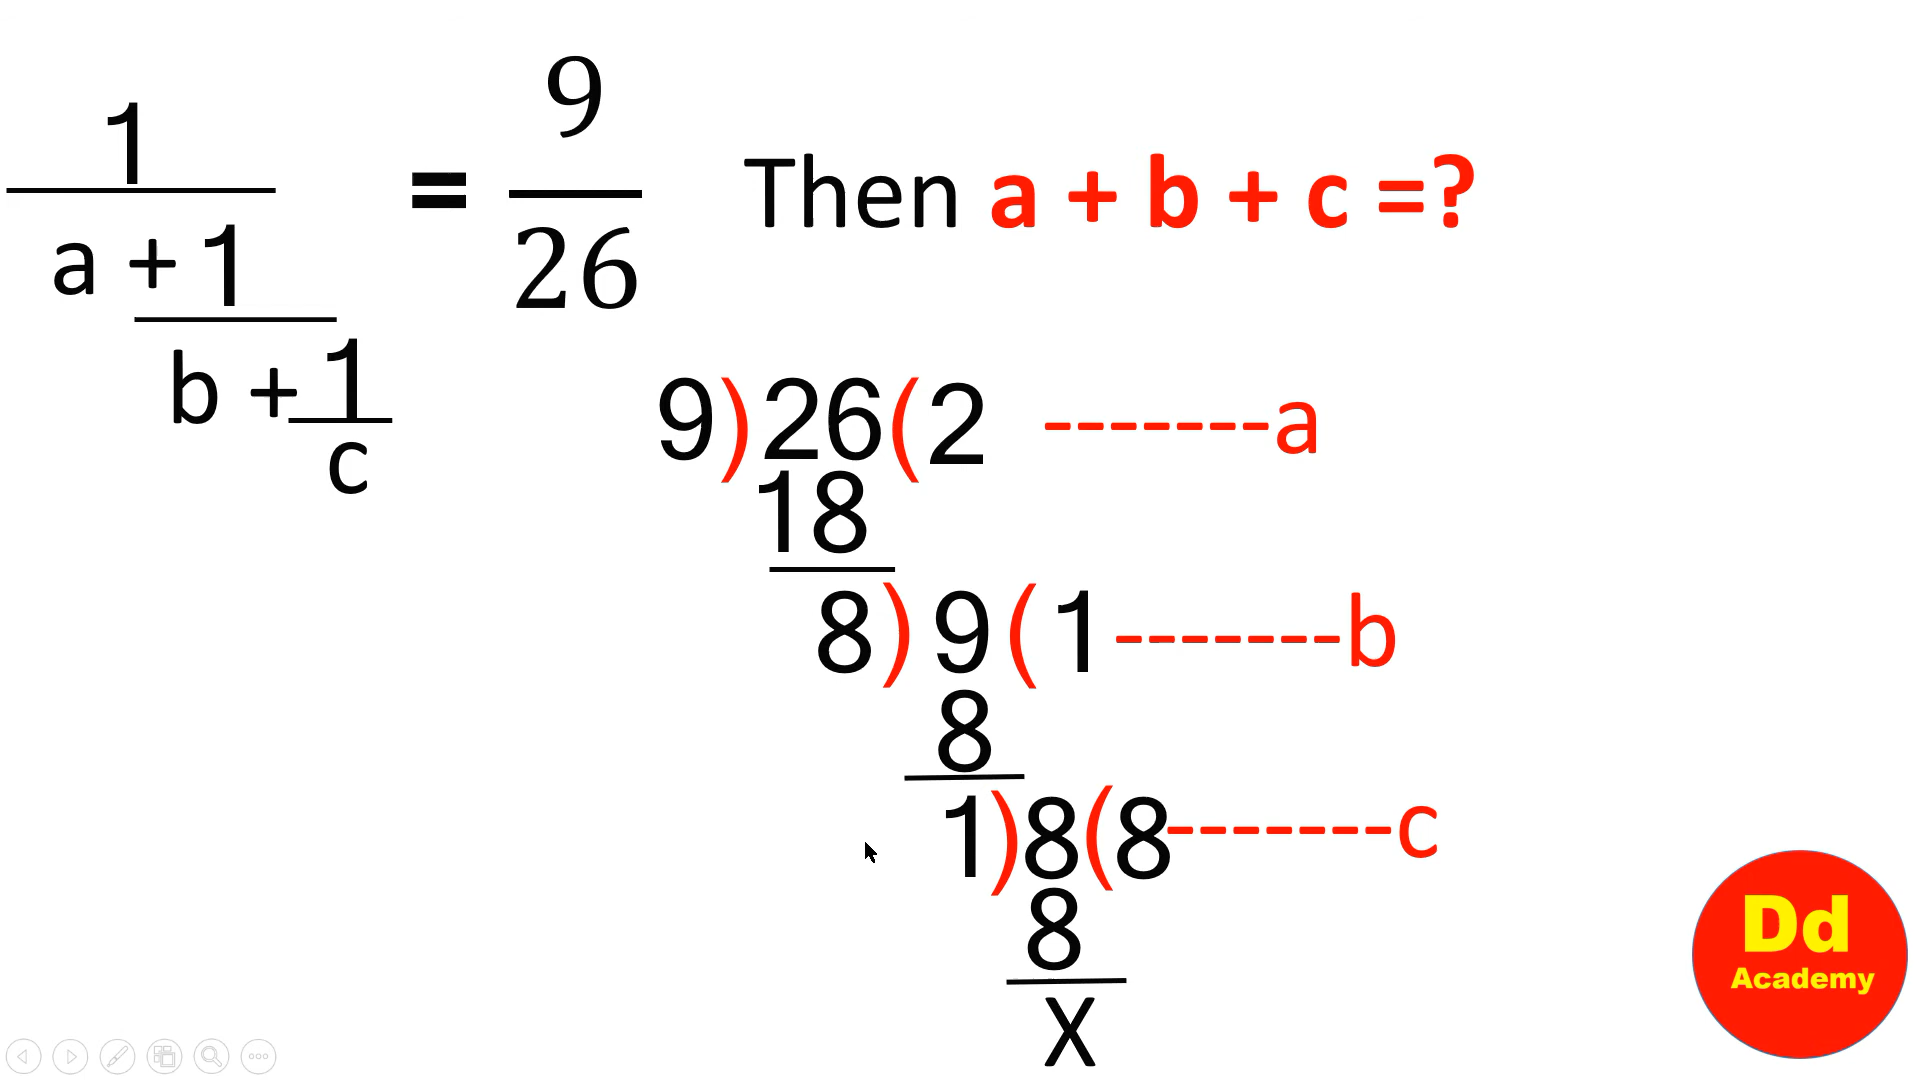 1
a + 1
b + 1
c
=
9
26
Then a + b + c =?
9)26(2 -------a
18
8)9(1-------b
8
1)8(8-------c
8
X
Dd
Academy